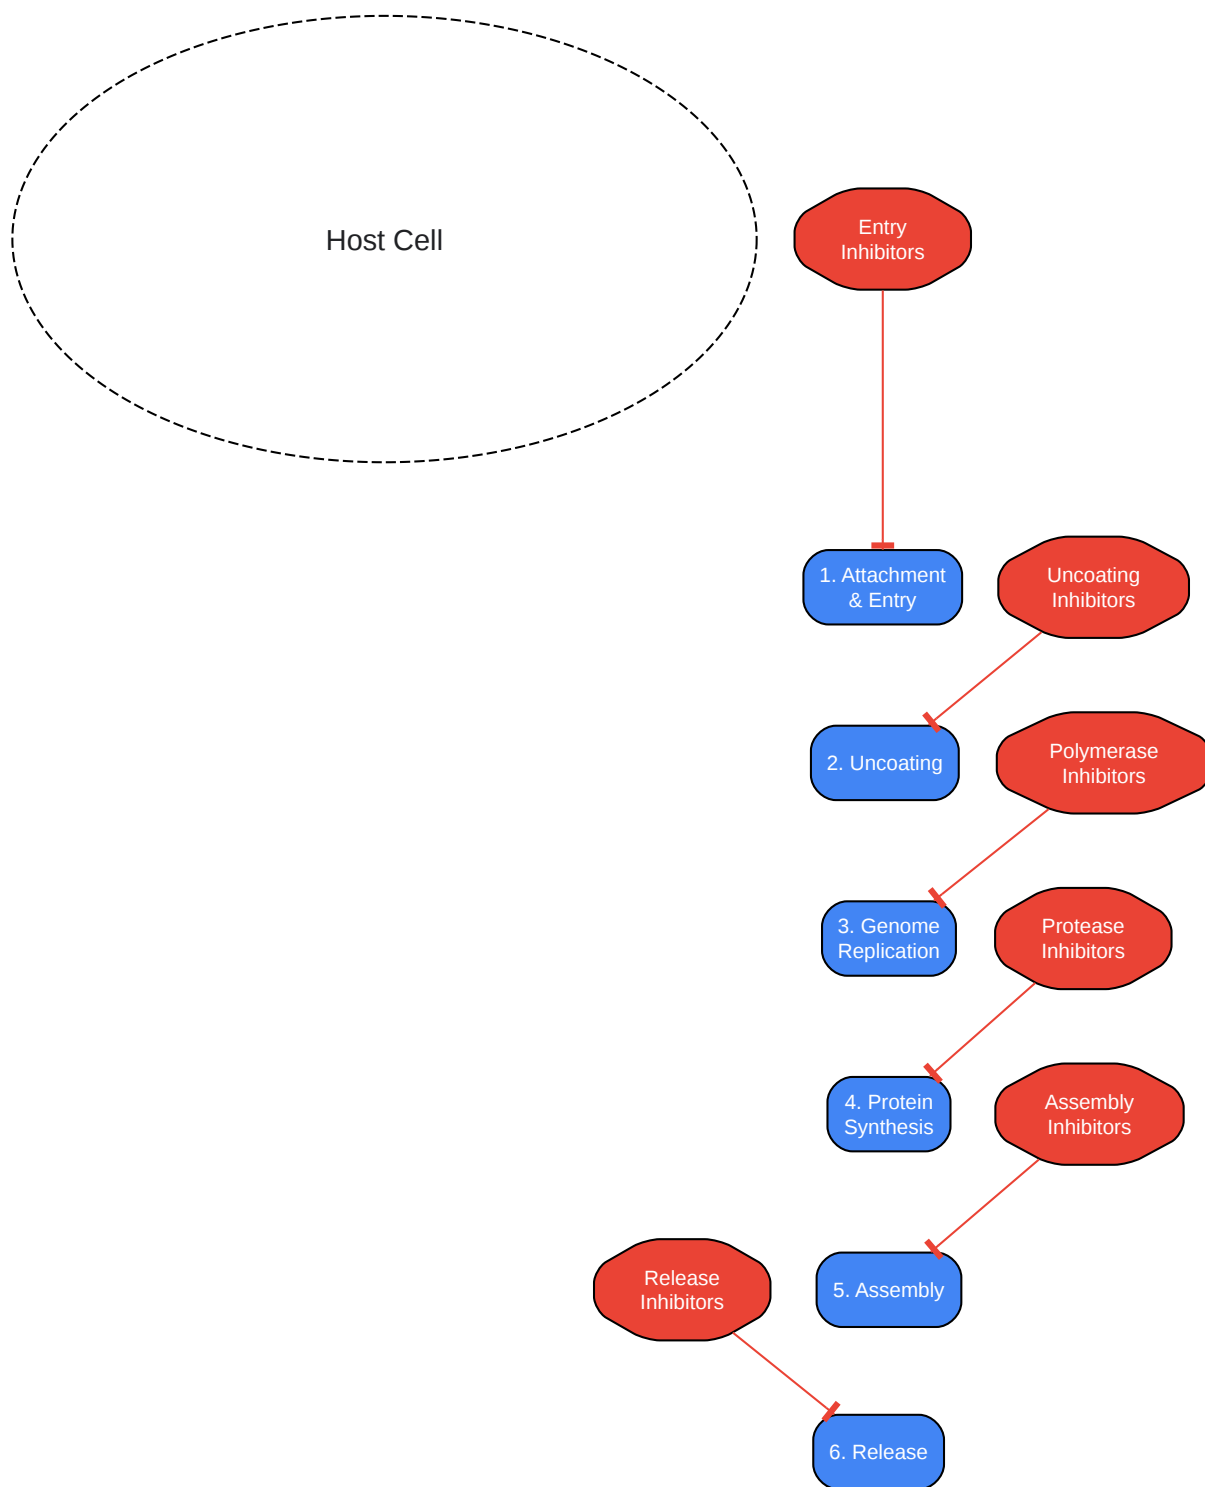 Host Cell
Entry
Inhibitors
1. Attachment
& Entry
Uncoating
Inhibitors
2. Uncoating
Polymerase
Inhibitors
3. Genome
Replication
Protease
Inhibitors
4. Protein
Synthesis
Assembly
Inhibitors
Release
Inhibitors
5. Assembly
6. Release